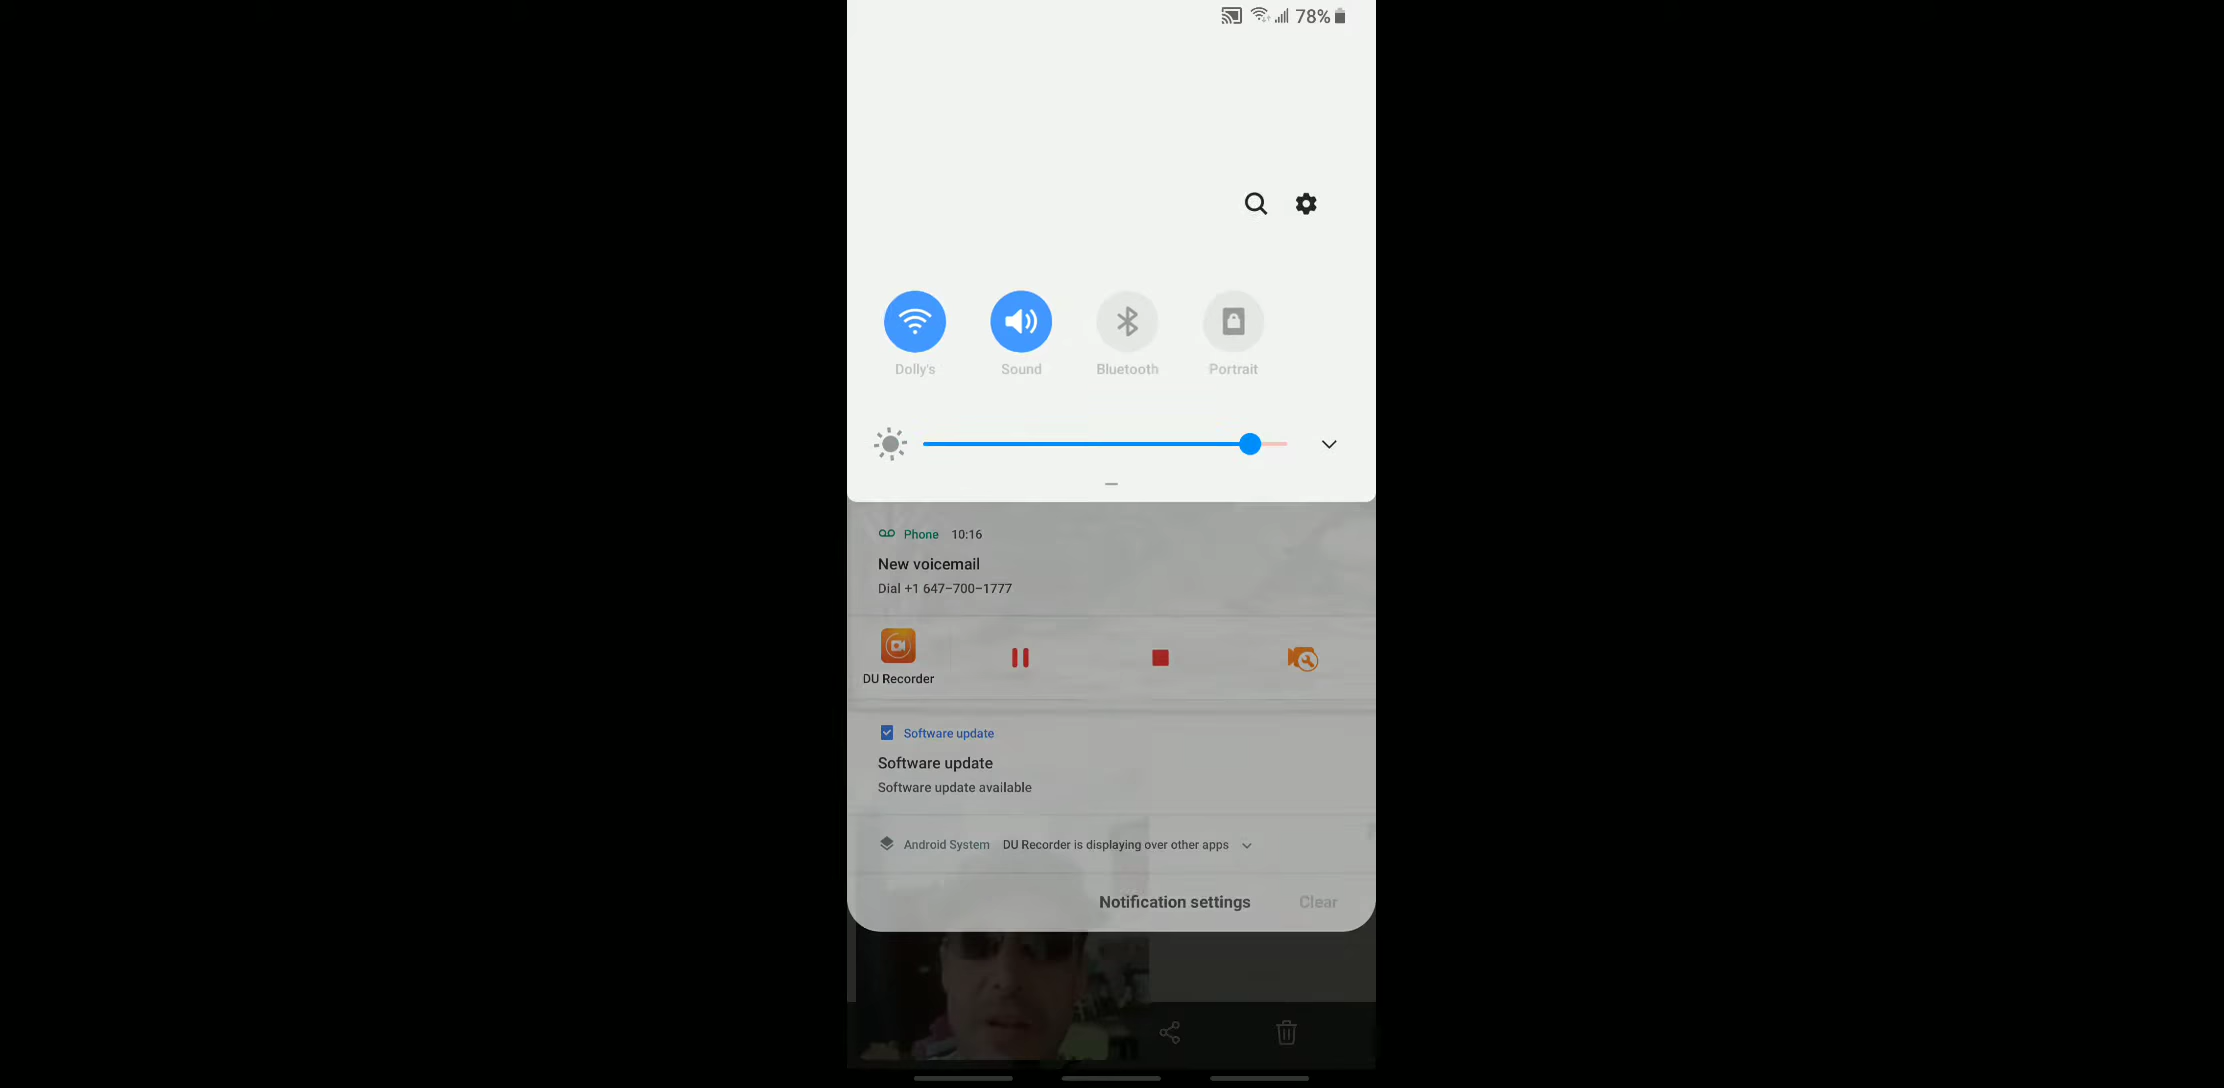 78%
Dolly's
Sound
Bluetooth
Portrait
Phone 10:16
New voicemail
Dial +1 647-700-1777
DU Recorder
Software update
Software update
Software update available
Android System DU Recorder is displaying over other apps
Notification settings
Clear